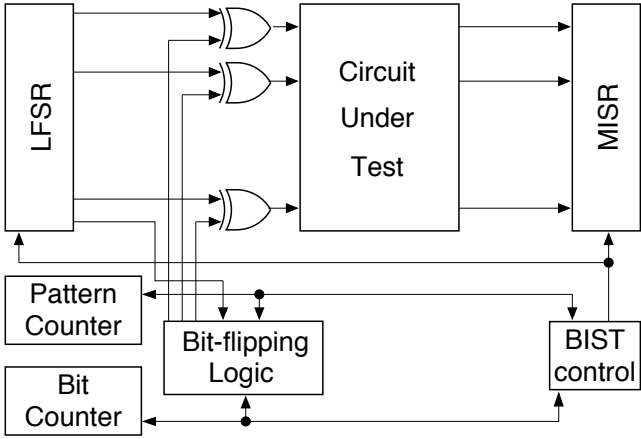 LFSR
Circuit
Under
Test
MISR
Pattern
Counter
Bit-flipping
Logic
BIST
control
Bit
Counter